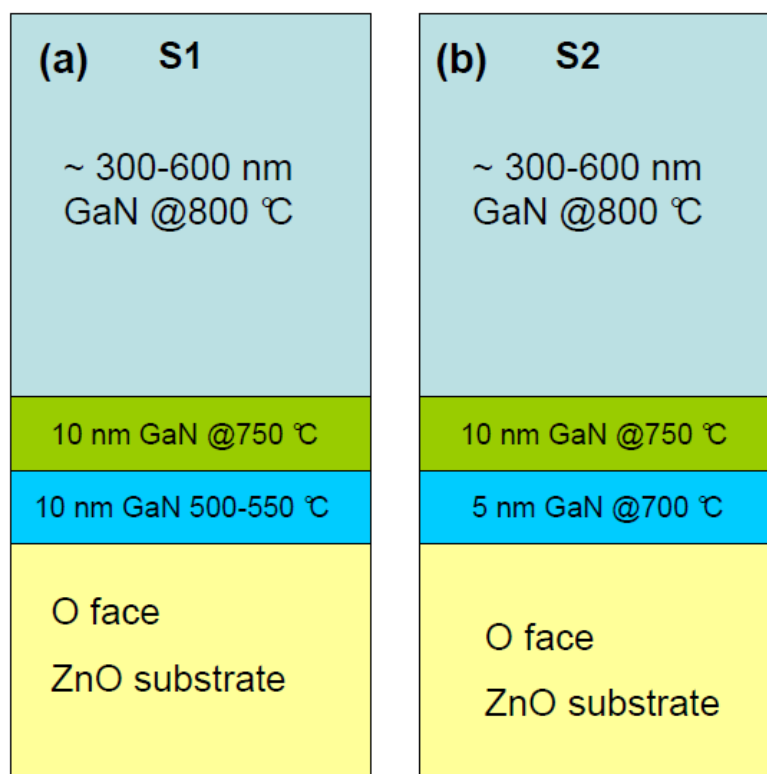 (a) S1
~ 300-600 nm
GaN @800 ℃
10 nm GaN @750 ℃
10 nm GaN 500-550 ℃
O face
ZnO substrate
(b) S2
~ 300-600 nm
GaN @800 ℃
10 nm GaN @750 ℃
5 nm GaN @700 ℃
O face
ZnO substrate